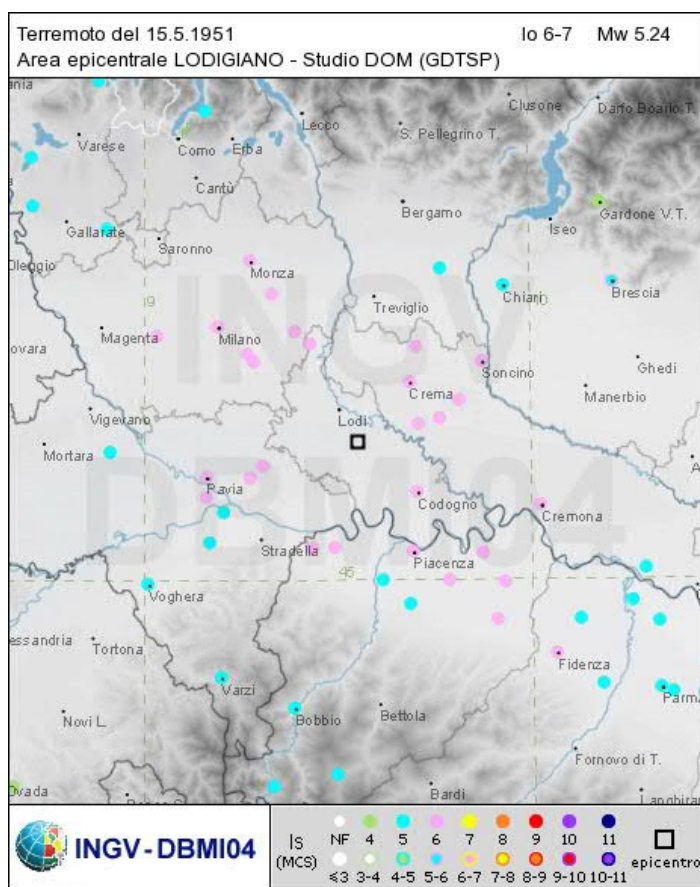 Terremoto del 15.5.1951 Io 6-7 Mw 5.24
Area epicentrale LODIGIANO - Studio DOM (GDTSP)
Clusone
Darfo Boario T.
Lecco
Varese
Como
Erba
S. Pellegrino T.
Cantù
Bergamo
Gardone V.T.
Gallarate
Iseo
Saronno
Oleggio
Monza
Chiari
Brescia
Treviglio
9
10
INGV
Magenta
Milano
Soncino
Ghedi
Crema
Manerbio
Vigevano
Lodi
Mortara
DBMI04
Pavia
Codogno
Cremona
Stradella
Piacenza
45
Voghera
Tortona
Fidenza
Varzi
Parma
Novi L.
Bobbio
Bettola
Fornovo di T.
Bardi
INGV-DBMI04
Is
(MCS)
NF 4 5 6 7 8 9 10 11
≤3 3-4 4-5 5-6 6-7 7-8 8-9 9-10 10-11
epicentro